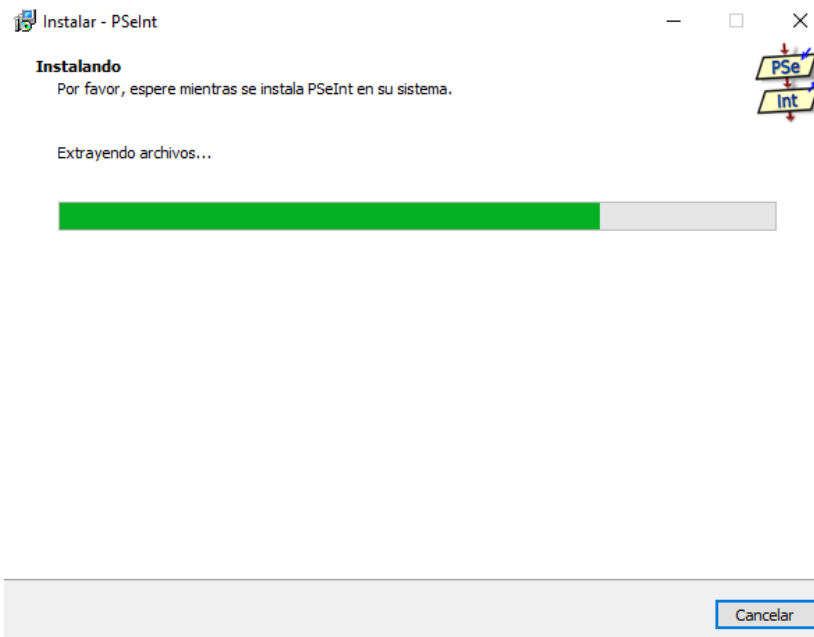 Instalar - PSeInt
Instalando
Por favor, espere mientras se instala PSeInt en su sistema.
PSe
Int
Extrayendo archivos...
Cancelar